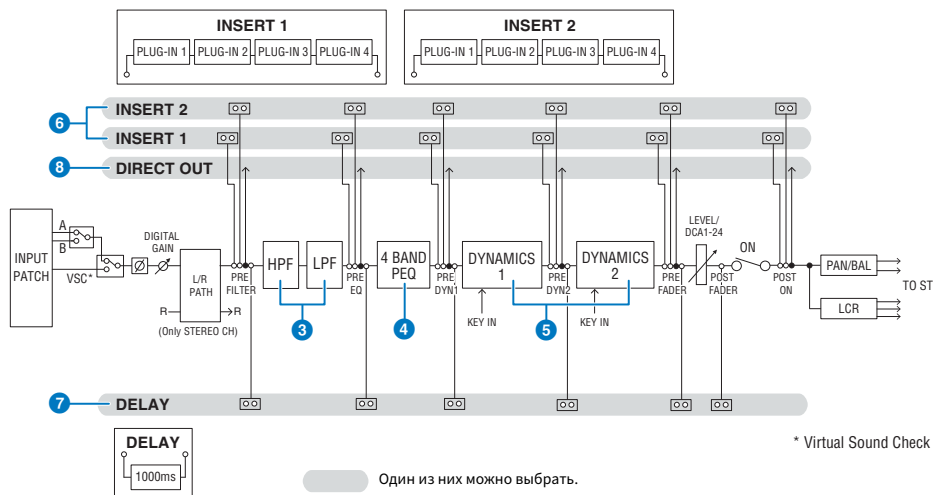 INSERT 1
PLUG-IN 1 PLUG-IN 2 PLUG-IN 3 PLUG-IN 4
INSERT 2
PLUG-IN 1 PLUG-IN 2 PLUG-IN 3 PLUG-IN 4
6
INSERT 2
INSERT 1
8
DIRECT OUT
INPUT
PATCH
A
B
VSC*
Ø
DIGITAL
GAIN
L/R
PATH
R
R
(Only STEREO CH)
PRE
FILTER
HPF
LPF
3
PRE
EQ
4 BAND
PEQ
4
PRE
DYN1
DYNAMICS
1
KEY IN
5
PRE
DYN2
DYNAMICS
2
KEY IN
PRE
FADER
LEVEL/
DCA1-24
POST
FADER
ON
POST
ON
PAN/BAL
LCR
TO ST
7
DELAY
DELAY
1000ms
* Virtual Sound Check
Один из них можно выбрать.